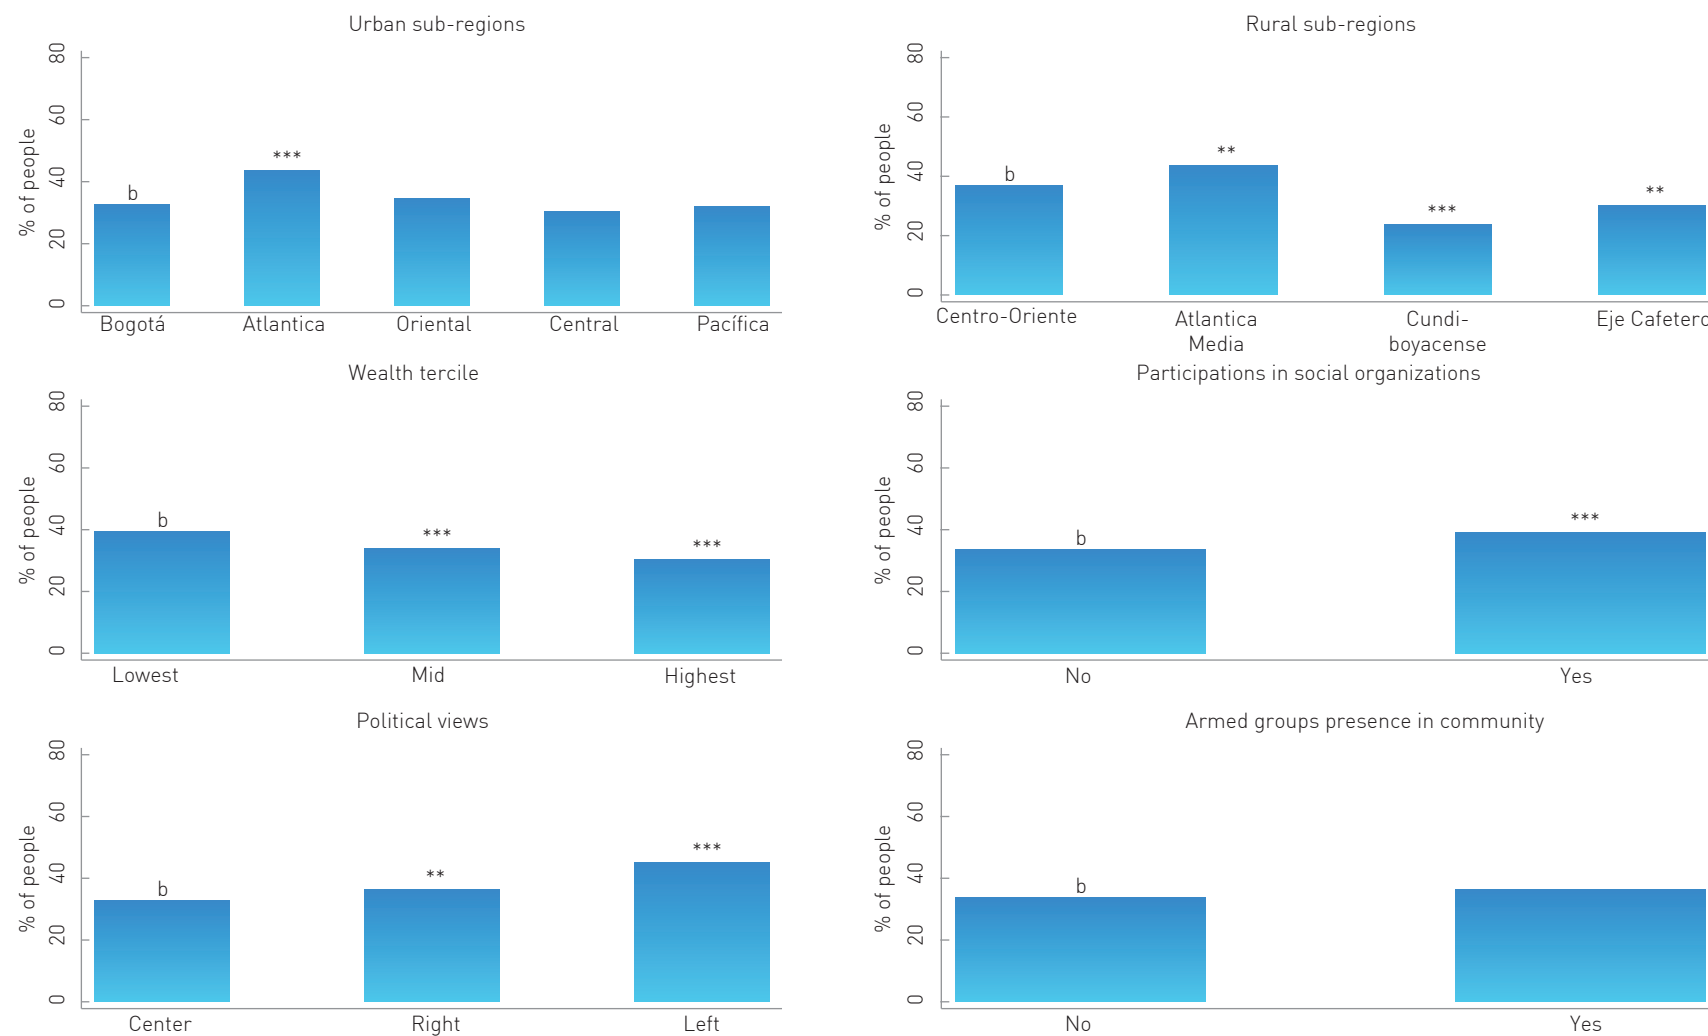 Urban sub-regions
% of people
80
60
40
20
0
b
***
Bogotá Atlantica Oriental Central Pacífica
Rural sub-regions
% of people
80
60
40
20
0
b
**
***
**
Centro-Oriente Atlantica Media Cundi-boyacense Eje Cafetero
Wealth tercile
% of people
80
60
40
20
0
b
***
***
Lowest Mid Highest
Participations in social organizations
% of people
80
60
40
20
0
b
***
No Yes
Political views
% of people
80
60
40
20
0
b
**
***
Center Right Left
Armed groups presence in community
% of people
80
60
40
20
0
b
No Yes